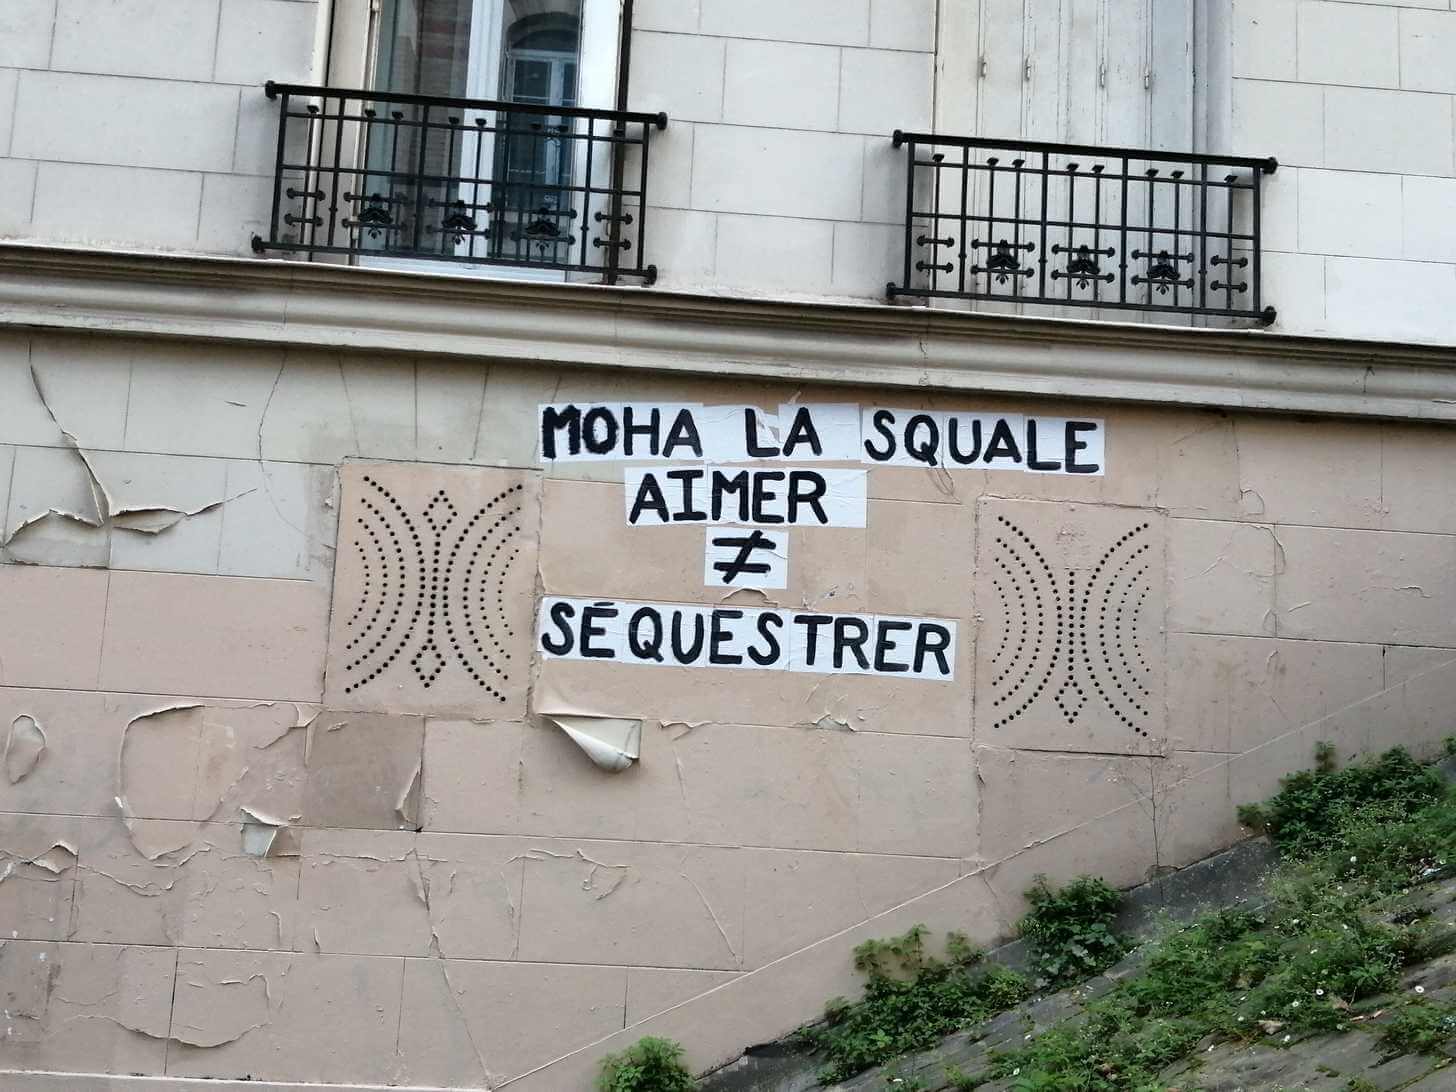 MOHA LA SQUALE
AIMER
≠
SÉQUESTRER